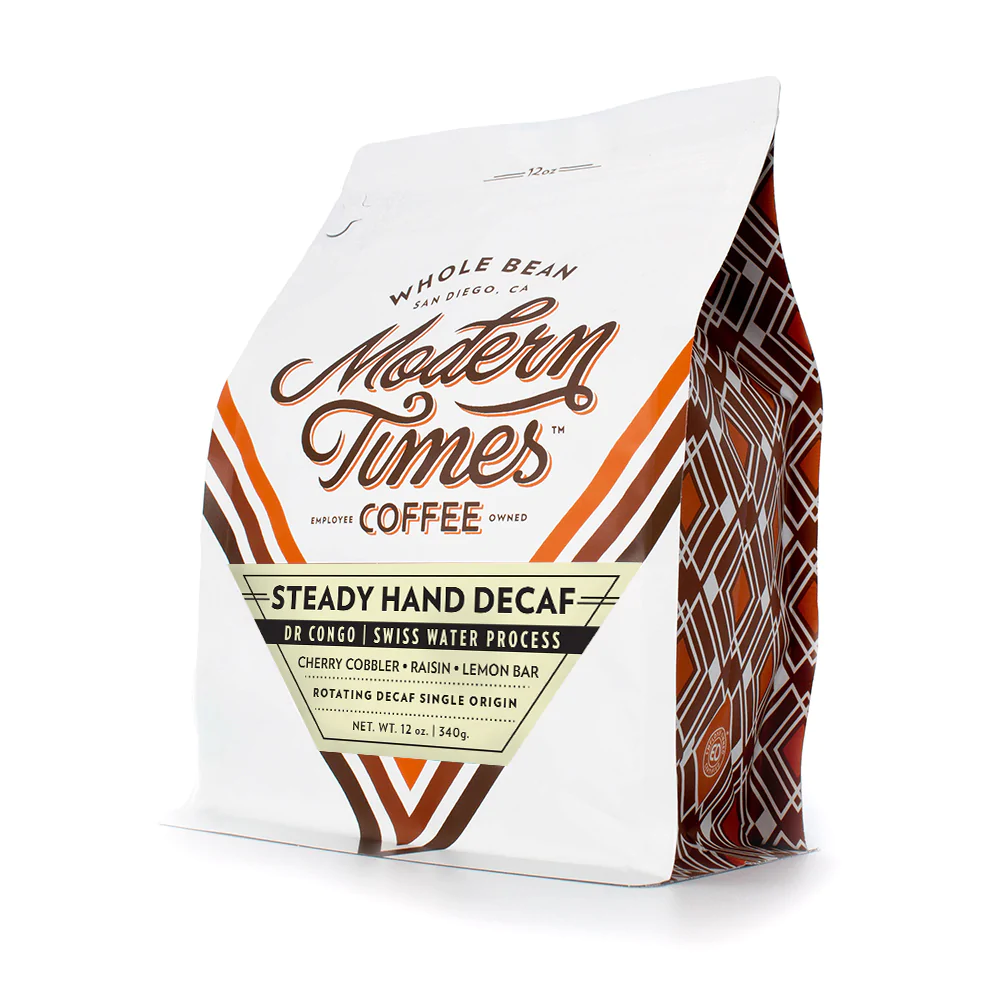 12oz
WHOLE BEAN
SAN DIEGO, CA
Modern
Times™
EMPLOYEE COFFEE OWNED
STEADY HAND DECAF
DR CONGO | SWISS WATER PROCESS
CHERRY COBBLER • RAISIN • LEMON BAR
ROTATING DECAF SINGLE ORIGIN
NET. WT. 12 oz. | 340g.